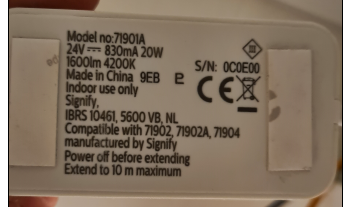 Model no:71901A
24V ⎓ 830mA 20W
1600lm 4200K
S/N: 0C0E00
Made in China 9EB
CE
Indoor use only
Signify,
IBRS 10461, 5600 VB, NL
Compatible with 71902, 71902A, 71904
manufactured by Signify
Power off before extending
Extend to 10 m maximum